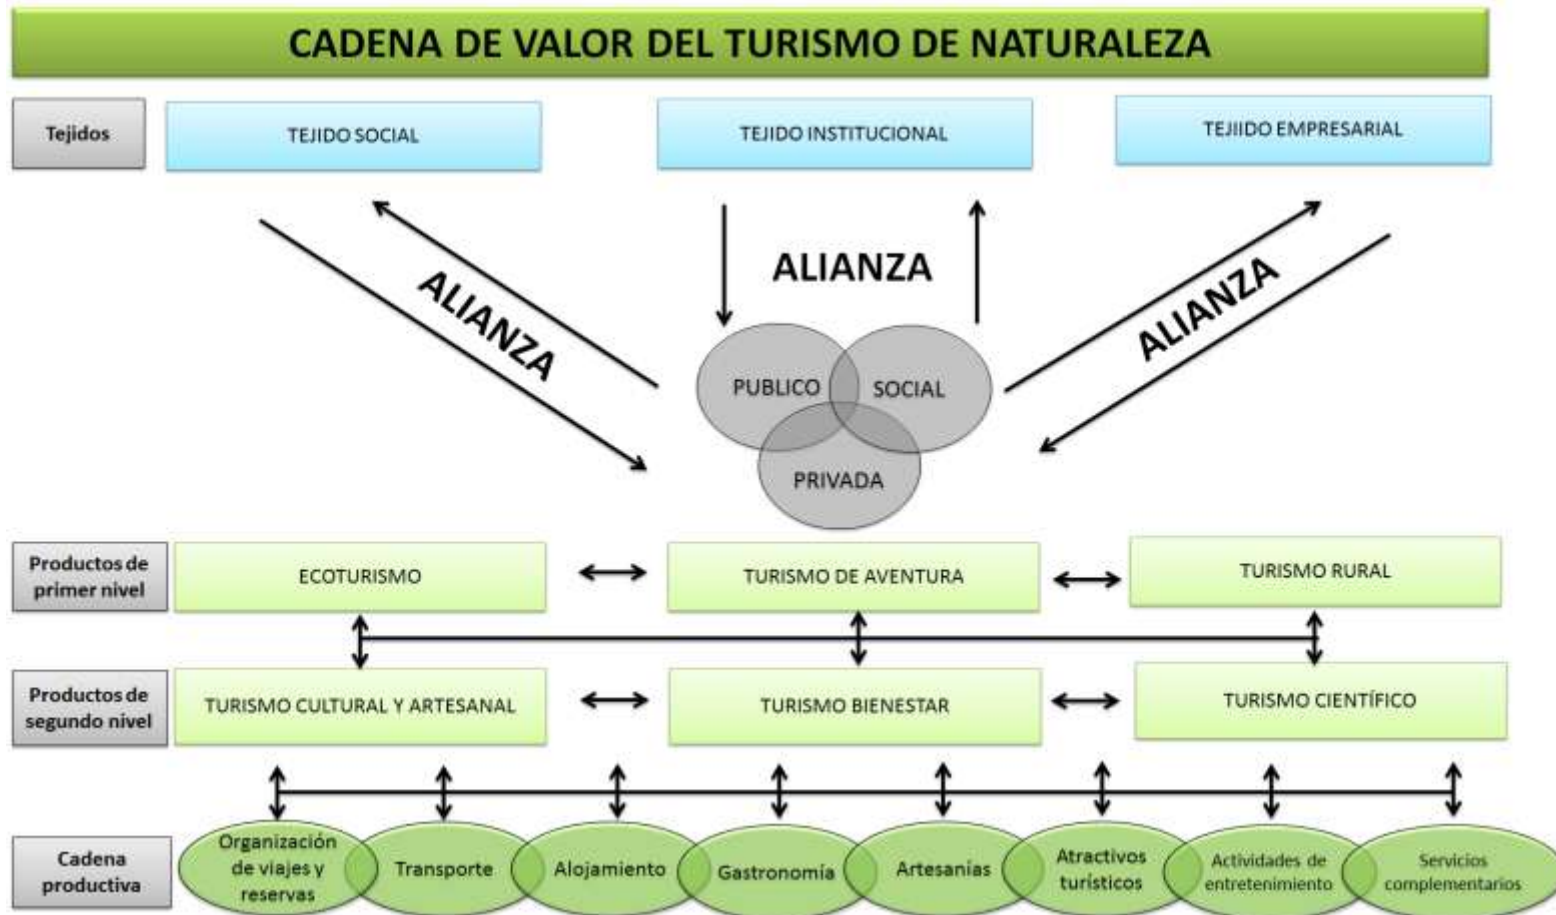 CADENA DE VALOR DEL TURISMO DE NATURALEZA
Tejidos
TEJIDO SOCIAL
TEJIDO INSTITUCIONAL
TEJIIDO EMPRESARIAL
ALIANZA
ALIANZA
ALIANZA
PUBLICO
SOCIAL
PRIVADA
Productos de
primer nivel
ECOTURISMO
TURISMO DE AVENTURA
TURISMO RURAL
Productos de
segundo nivel
TURISMO CULTURAL Y ARTESANAL
TURISMO BIENESTAR
TURISMO CIENTÍFICO
Cadena
productiva
Organización
de viajes y
reservas
Transporte
Alojamiento
Gastronomía
Artesanías
Atractivos
turísticos
Actividades de
entretenimiento
Servicios
complementarios